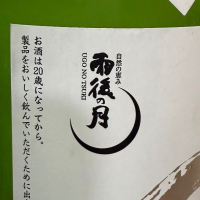 自然の恵み
UGO NO TSUKI
雨後の月
お酒は20歳になってから。
製品をおいしく飲んでいただくために出